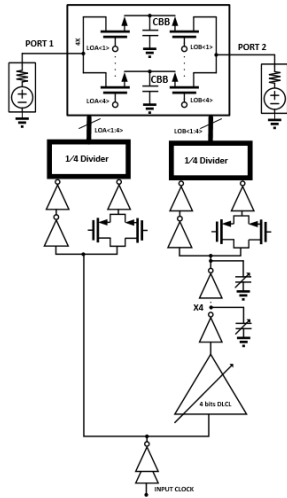 CBB
PORT 1
4X
LOA<1>
LOB<1>
PORT 2
CBB
LOA<4>
LOB<4>
LOA<1:4>
LOB<1:4>
1/4 Divider
1/4 Divider
X4
4 bits DLCL
INPUT CLOCK